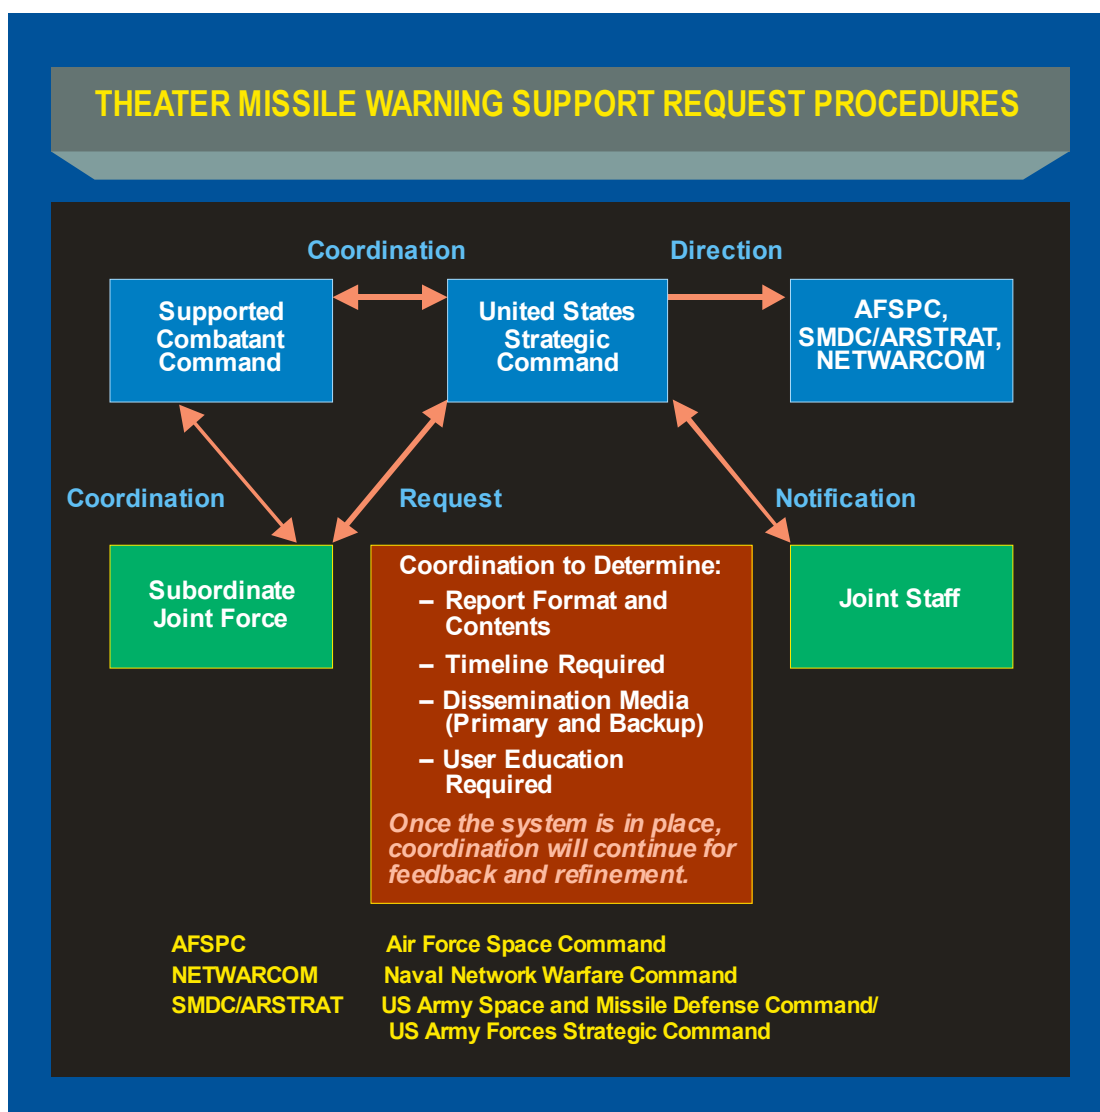 THEATER MISSILE WARNING SUPPORT REQUEST PROCEDURES
Coordination
Direction
Supported
Combatant
Command
United States
Strategic
Command
AFSPC,
SMDC/ARSTRAT,
NETWARCOM
Coordination
Request
Notification
Subordinate
Joint Force
Coordination to Determine:
– Report Format and
Contents
– Timeline Required
– Dissemination Media
(Primary and Backup)
– User Education
Required
Once the system is in place,
coordination will continue for
feedback and refinement.
Joint Staff
AFSPC Air Force Space Command
NETWARCOM Naval Network Warfare Command
SMDC/ARSTRAT US Army Space and Missile Defense Command/
US Army Forces Strategic Command